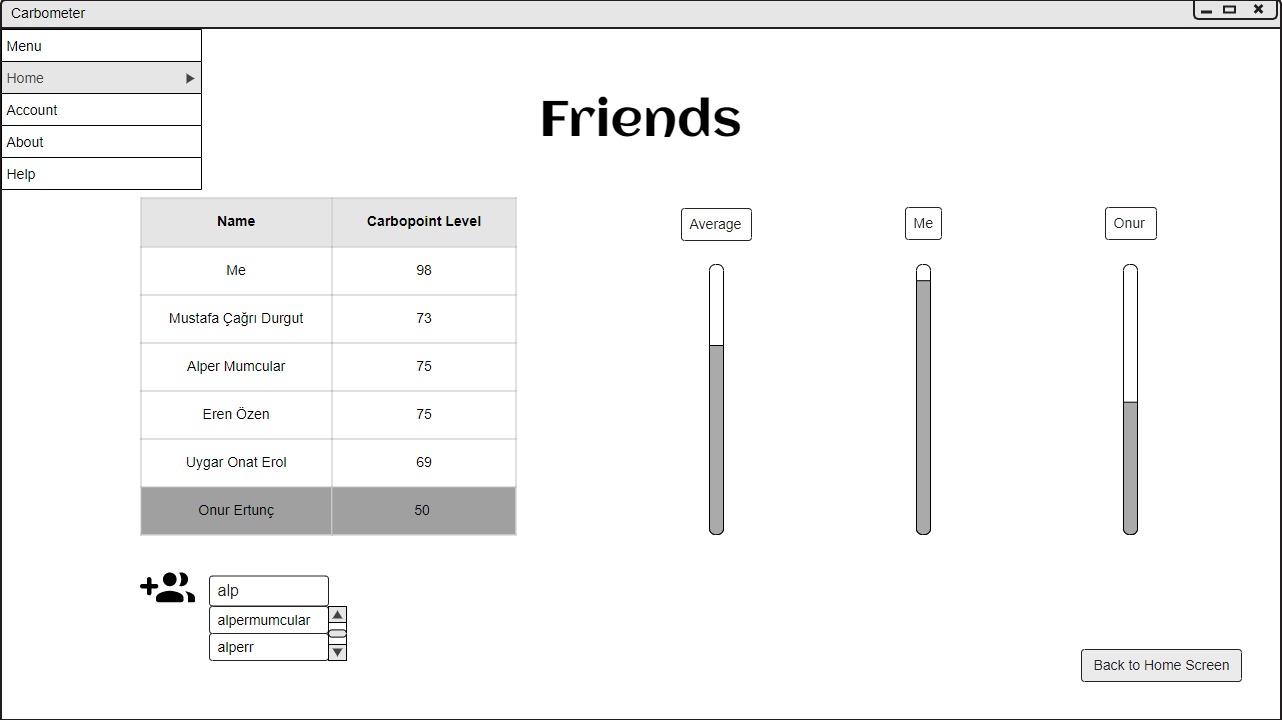 Carbometer
Menu
Home
Account
About
Help
Friends
Name Carbopoint Level
Me 98
Mustafa Çağrı Durgut 73
Alper Mumcular 75
Eren Özen 75
Uygar Onat Erol 69
Onur Ertunç 50
Average
Me
Onur
alp
alpermumcular
alperr
Back to Home Screen